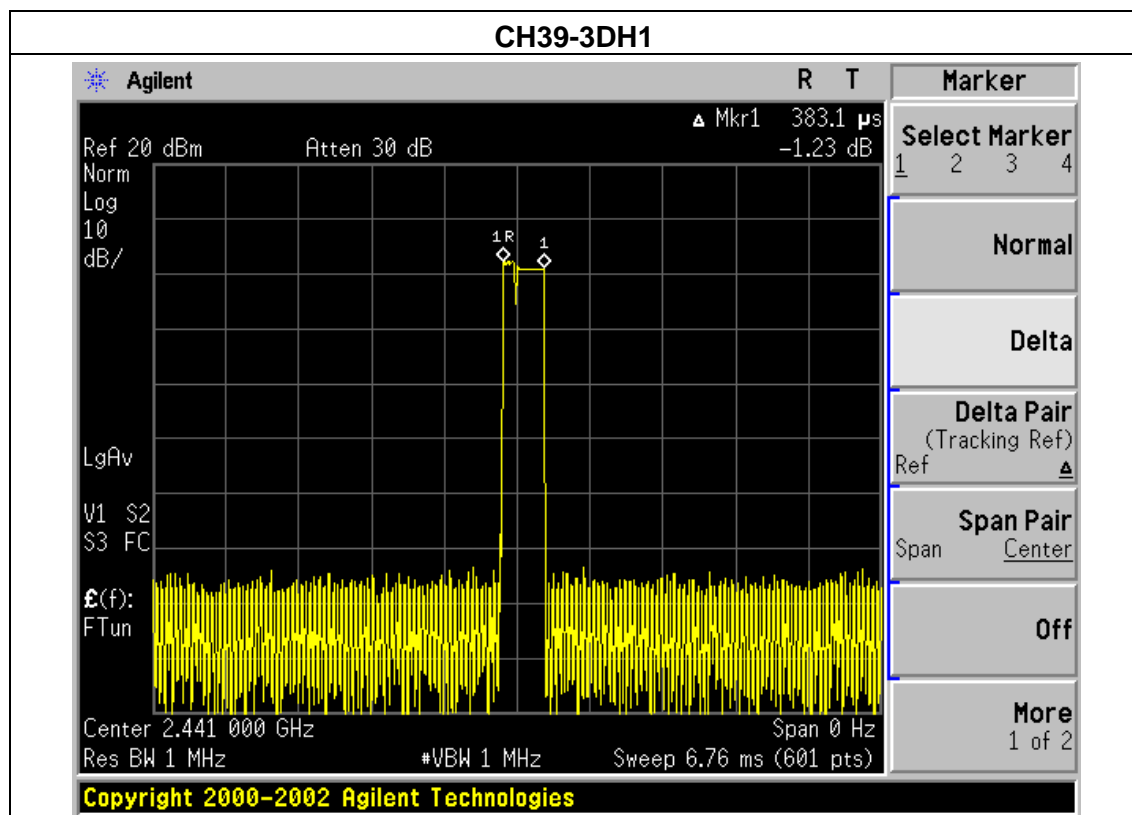 CH39-3DH1
Agilent R T
Δ Mkr1 383.1 µs
Ref 20 dBm Atten 30 dB -1.23 dB
Norm
Log
10
dB/
1R 1
LgAv
V1 S2
S3 FC
£(f):
FTun
Center 2.441 000 GHz Span 0 Hz
Res BW 1 MHz #VBW 1 MHz Sweep 6.76 ms (601 pts)
Copyright 2000-2002 Agilent Technologies
Marker
Select Marker
1 2 3 4
Normal
Delta
Delta Pair
(Tracking Ref)
Ref Δ
Span Pair
Span Center
Off
More
1 of 2